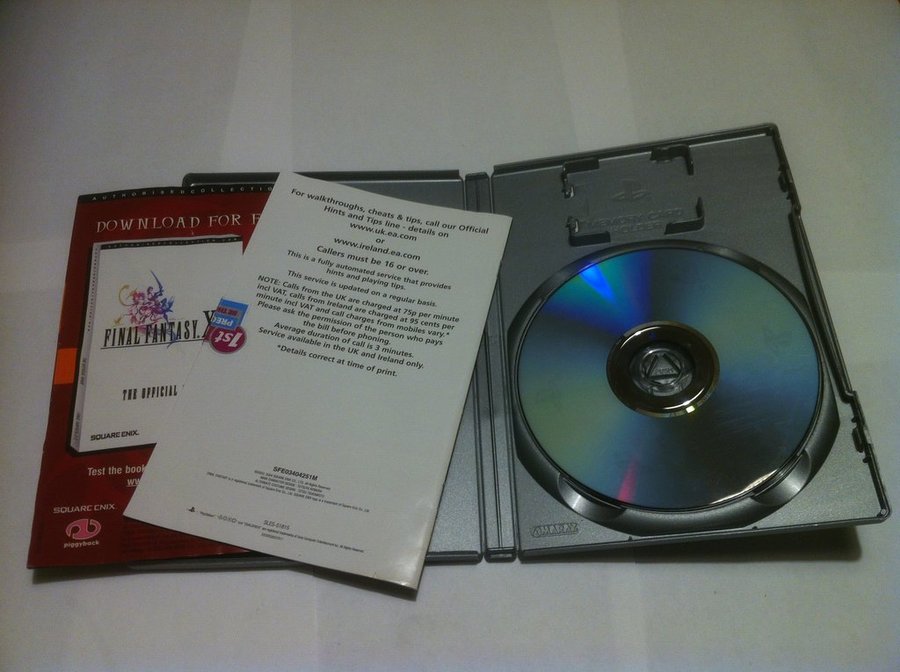 AUTHORISEDCOLLECTION
DOWNLOAD FOR F
FINAL FANTASY. X
THE OFFICIAL
SQUARE ENIX.
Test the book
ww
SQUARE ENIX.
piggyback
For walkthroughs, cheats & tips, call our Official
Hints and Tips line - details on
www.uk.ea.com
or
www.ireland.ea.com
Callers must be 16 or over.
This is a fully automated service that provides
hints and playing tips.
This service is updated on a regular basis.
NOTE: Calls from the UK are charged at 75p per minute
incl VAT, calls from Ireland are charged at 95 cents per
minute incl VAT and call charges from mobiles vary.*
Please ask the permission of the person who pays
the bill before phoning.
Average duration of call is 3 minutes.
Service available in the UK and Ireland only.
*Details correct at time of print.
SFE03404251M
SLES-51815
1st
PUSH
AMARAY